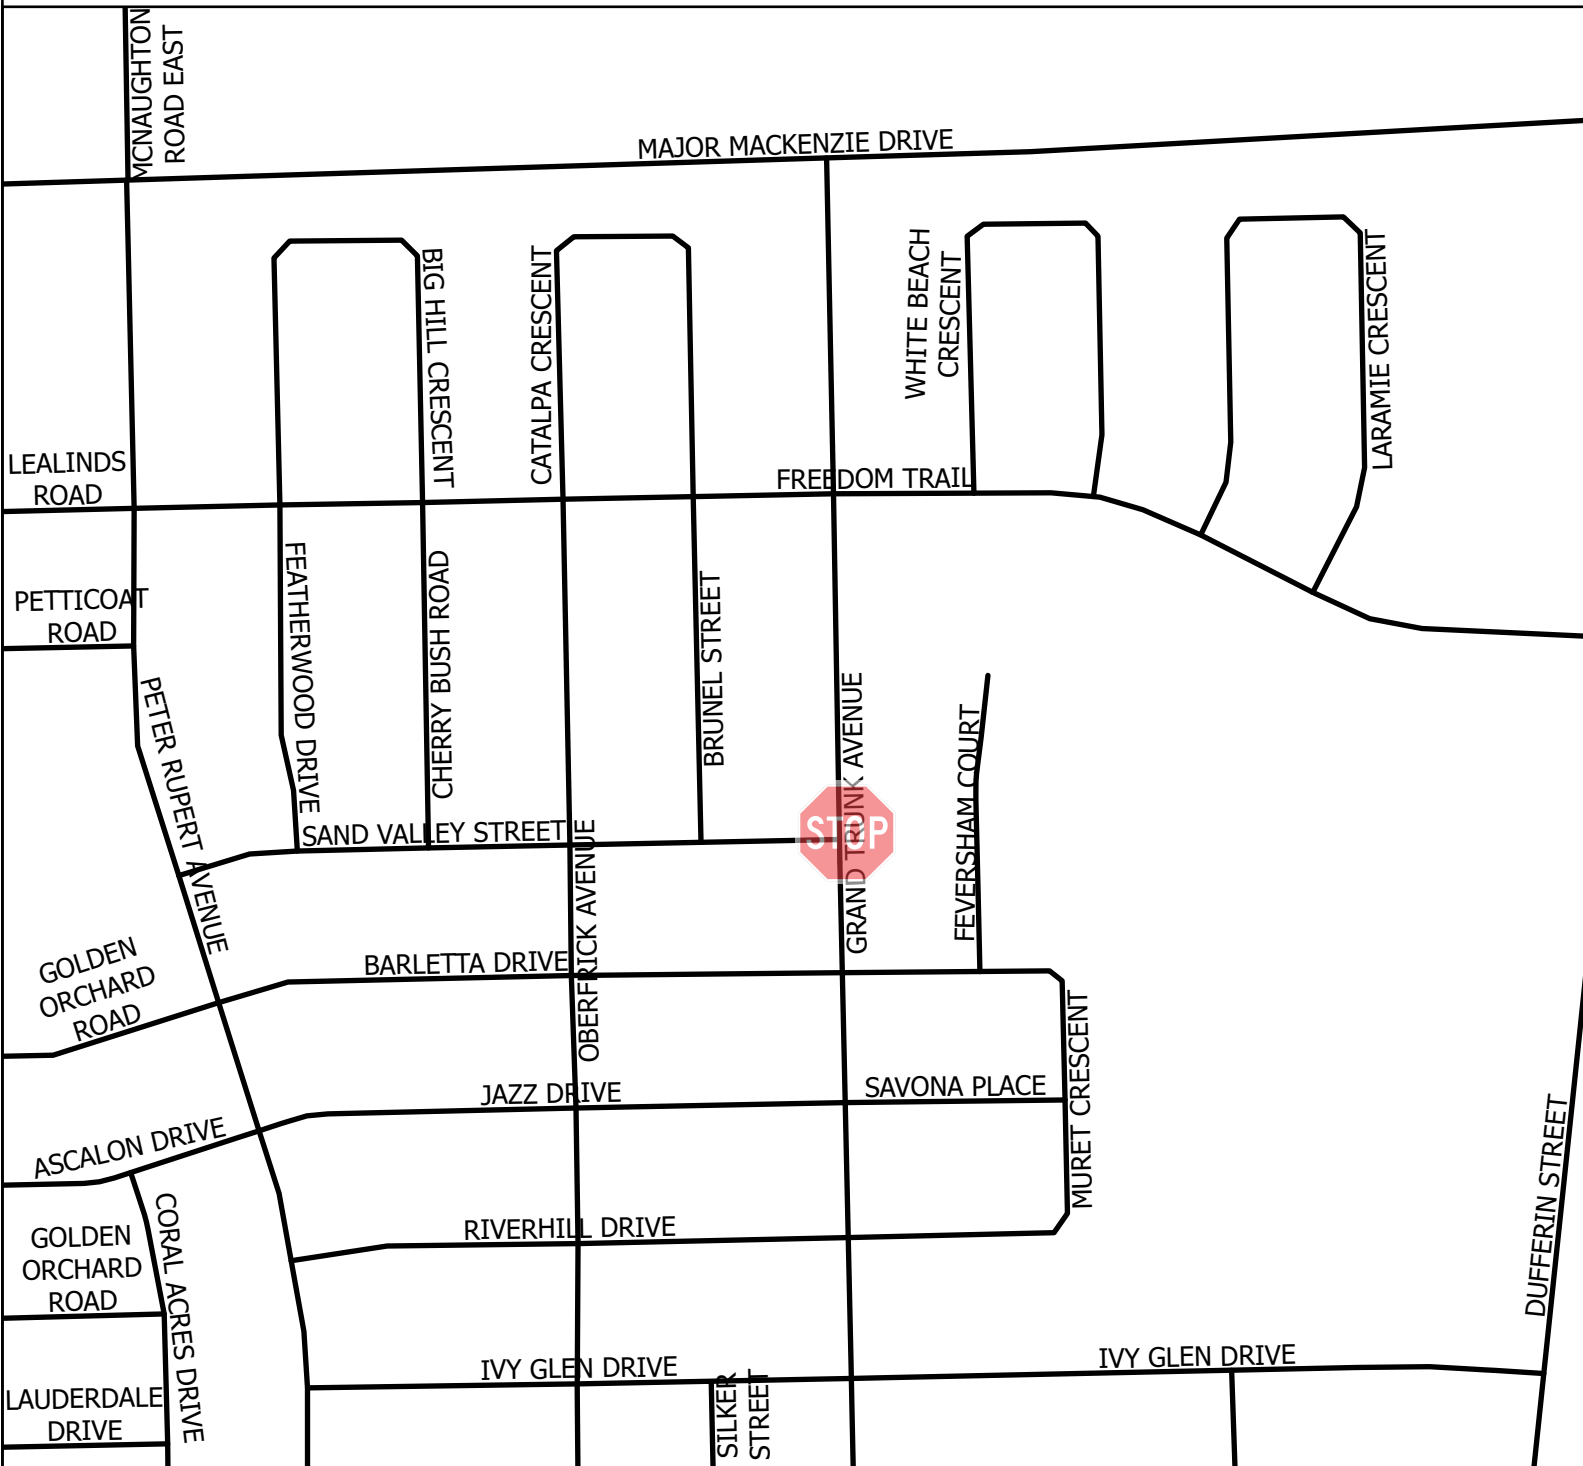 MCNAUGHTON
ROAD EAST
MAJOR MACKENZIE DRIVE
BIG HILL CRESCENT
CATALPA CRESCENT
WHITE BEACH
CRESCENT
LARAMIE CRESCENT
LEALINDS
ROAD
FREEDOM TRAIL
PETTICOAT
ROAD
FEATHERWOOD DRIVE
CHERRY BUSH ROAD
BRUNEL STREET
PETER RUPERT AVENUE
GRAND TRUNK AVENUE
FEVERSHAM COURT
STOP
SAND VALLEY STREET
OBERFRICK AVENUE
GOLDEN
ORCHARD
ROAD
BARLETTA DRIVE
MURET CRESCENT
JAZZ DRIVE
SAVONA PLACE
ASCALON DRIVE
DUFFERIN STREET
CORAL ACRES DRIVE
RIVERHILL DRIVE
GOLDEN
ORCHARD
ROAD
IVY GLEN DRIVE
IVY GLEN DRIVE
SILKER
STREET
LAUDERDALE
DRIVE